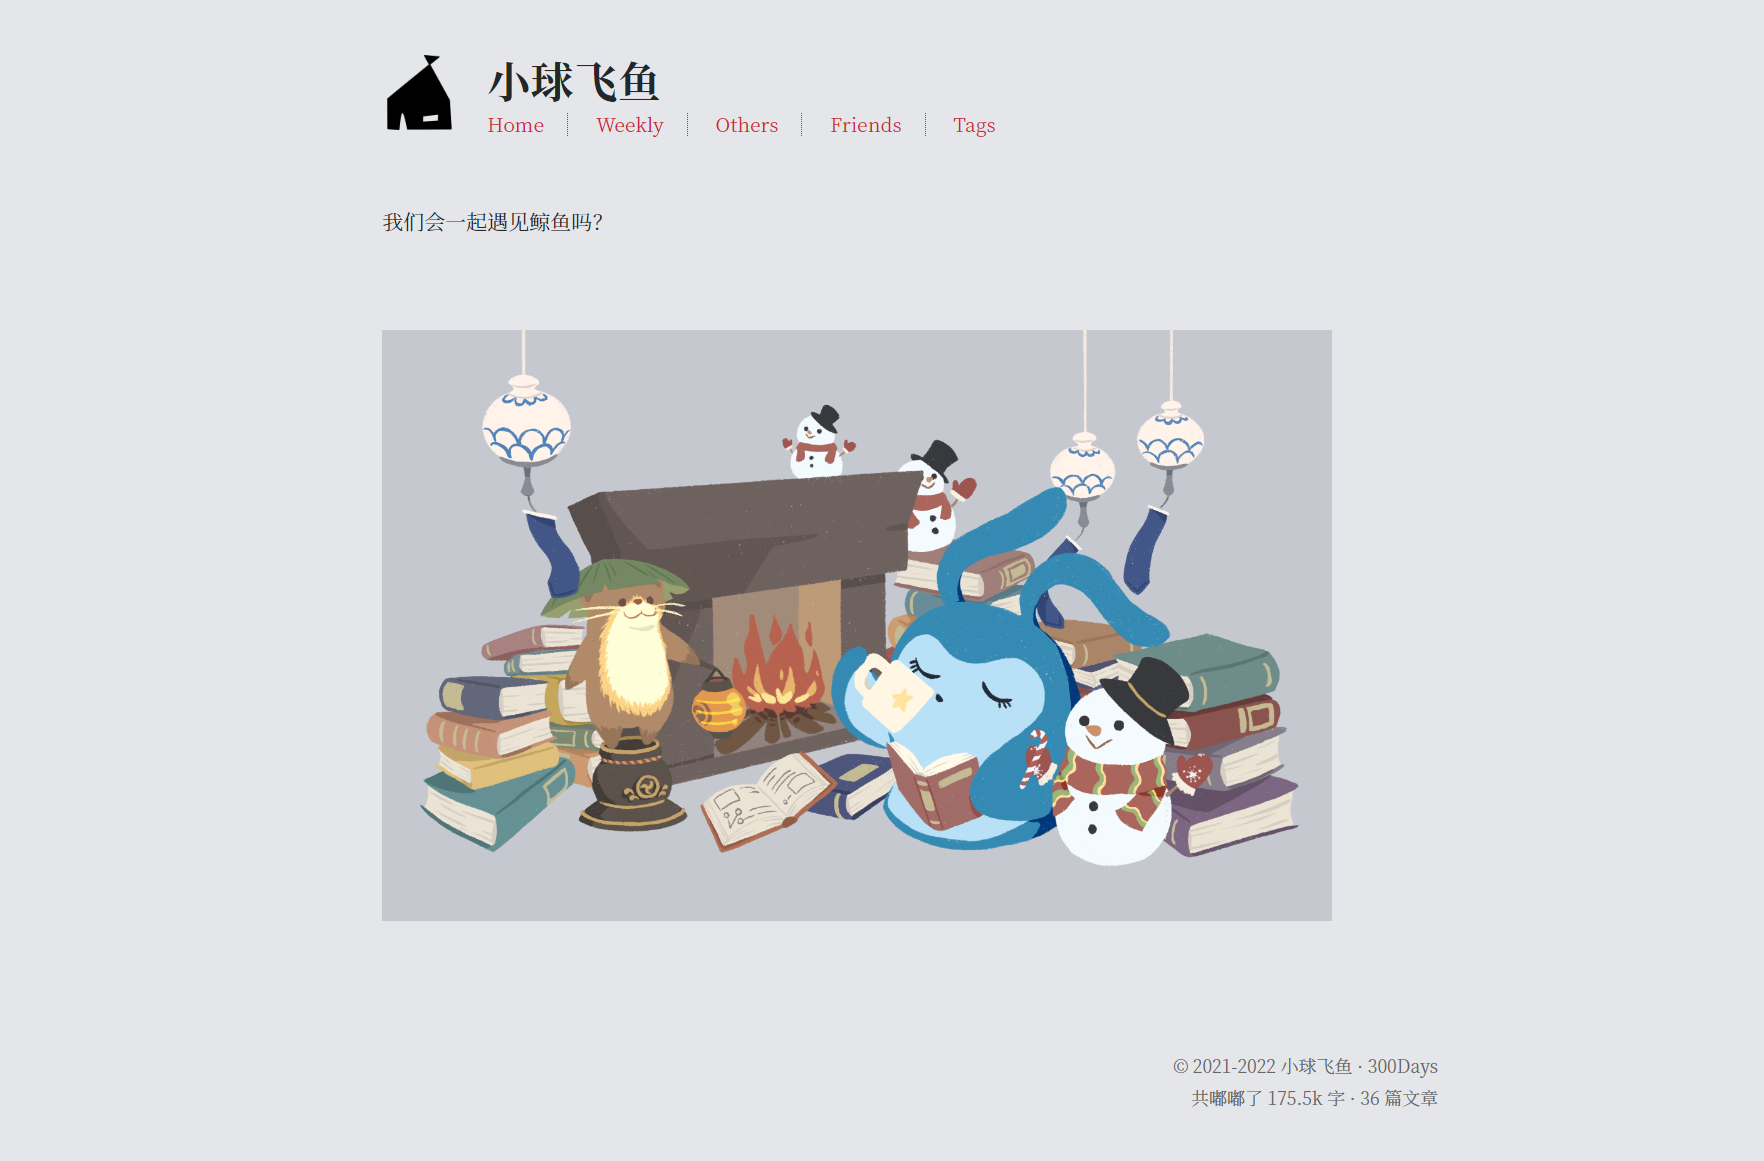 小球飞鱼
Home
Weekly
Others
Friends
Tags
我们会一起遇见鲸鱼吗？
© 2021-2022 小球飞鱼 · 300Days
共嘟嘟了 175.5k 字 · 36 篇文章